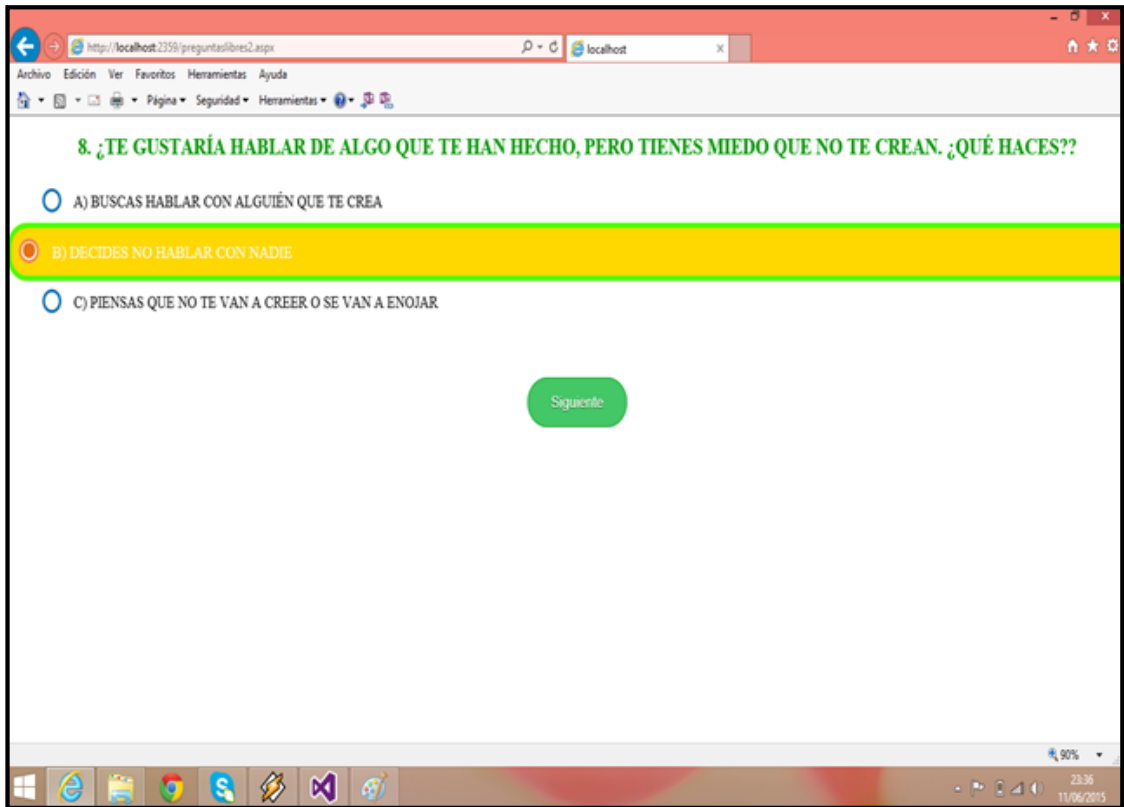 http://localhost:2359/preguntaslibres2.aspx
localhost
Archivo Edición Ver Favoritos Herramientas Ayuda
Página Seguridad Herramientas
8. ¿TE GUSTARÍA HABLAR DE ALGO QUE TE HAN HECHO, PERO TIENES MIEDO QUE NO TE CREAN. ¿QUÉ HACES??
A) BUSCAS HABLAR CON ALGUIÉN QUE TE CREA
B) DECIDES NO HABLAR CON NADIE
C) PIENSAS QUE NO TE VAN A CREER O SE VAN A ENOJAR
Siguiente
90%
23:36
11/06/2015